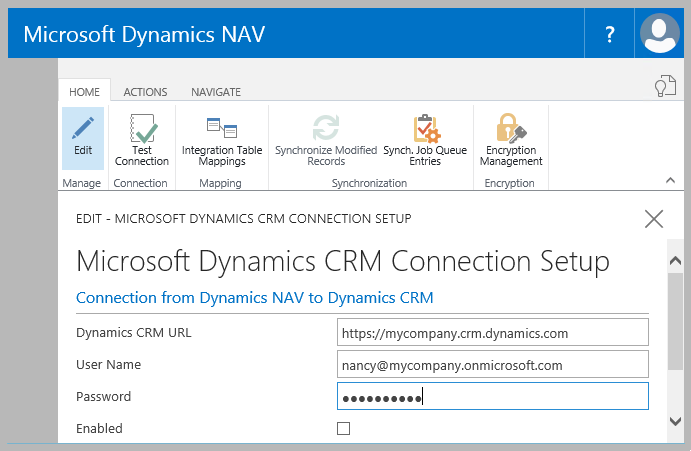 Microsoft Dynamics NAV
?
HOME ACTIONS NAVIGATE
Edit
Test Connection
Integration Table Mappings
Synchronize Modified Records
Synch. Job Queue Entries
Encryption Management
Manage Connection Mapping Synchronization Encryption
EDIT - MICROSOFT DYNAMICS CRM CONNECTION SETUP
Microsoft Dynamics CRM Connection Setup
Connection from Dynamics NAV to Dynamics CRM
Dynamics CRM URL https://mycompany.crm.dynamics.com
User Name nancy@mycompany.onmicrosoft.com
Password ●●●●●●●●●●
Enabled